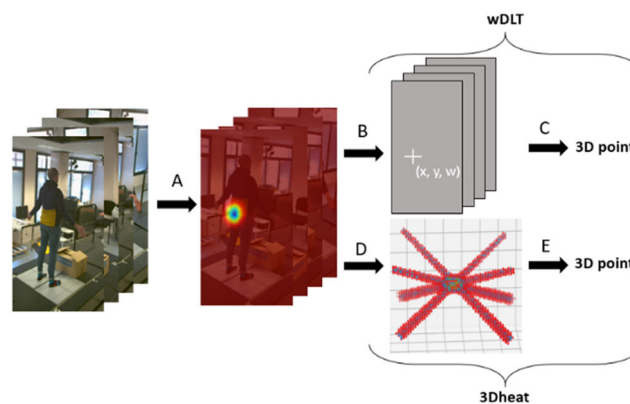 wDLT
A
B
(x, y, w)
C
3D point
D
E
3D point
3Dheat